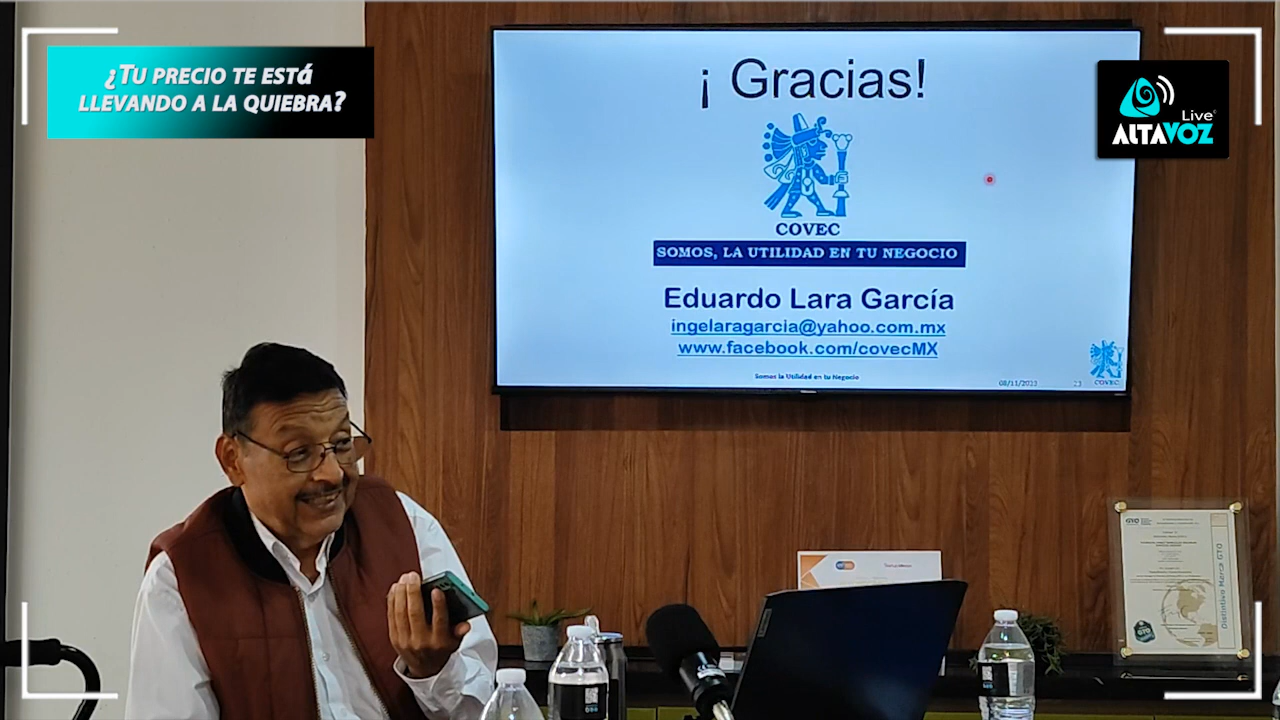 ¿TU PRECIO TE ESTá
LLEVANDO A LA QUIEBRA?
Live
ALTAVOZ
¡ Gracias!
COVEC
SOMOS, LA UTILIDAD EN TU NEGOCIO
Eduardo Lara García
ingelaragarcia@yahoo.com.mx
www.facebook.com/covecMX
Somos la Utilidad en tu Negocio
23
COVEC
GTO
Distintivo Marca GTO